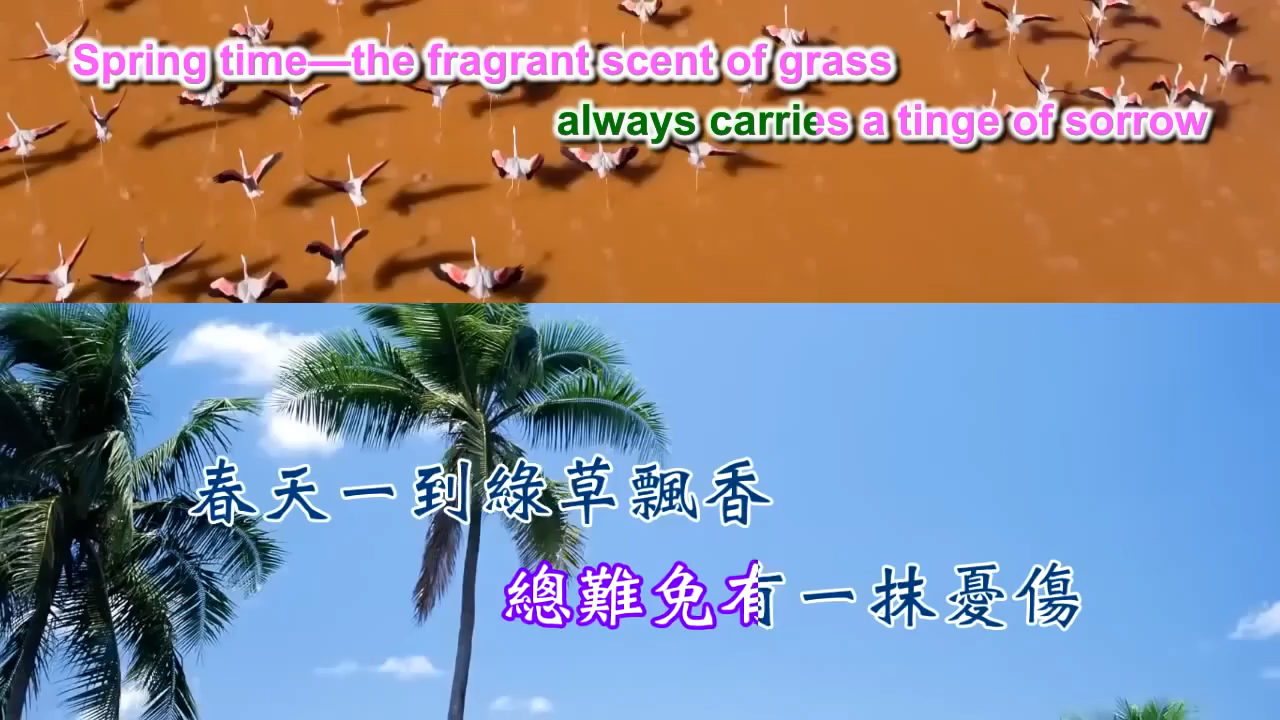 Spring time—the fragrant scent of grass
always carries a tinge of sorrow
春天一到綠草飄香
總難免有一抹憂傷